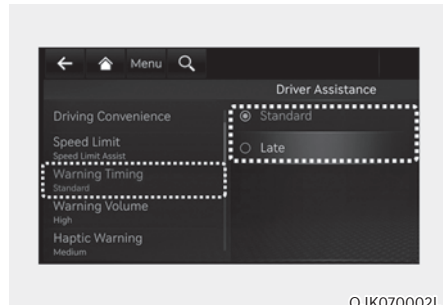 Menu
Driver Assistance
Driving Convenience
Speed Limit
Speed Limit Assist
Warning Timing
Standard
Warning Volume
High
Haptic Warning
Medium
Standard
Late
OJK070002L